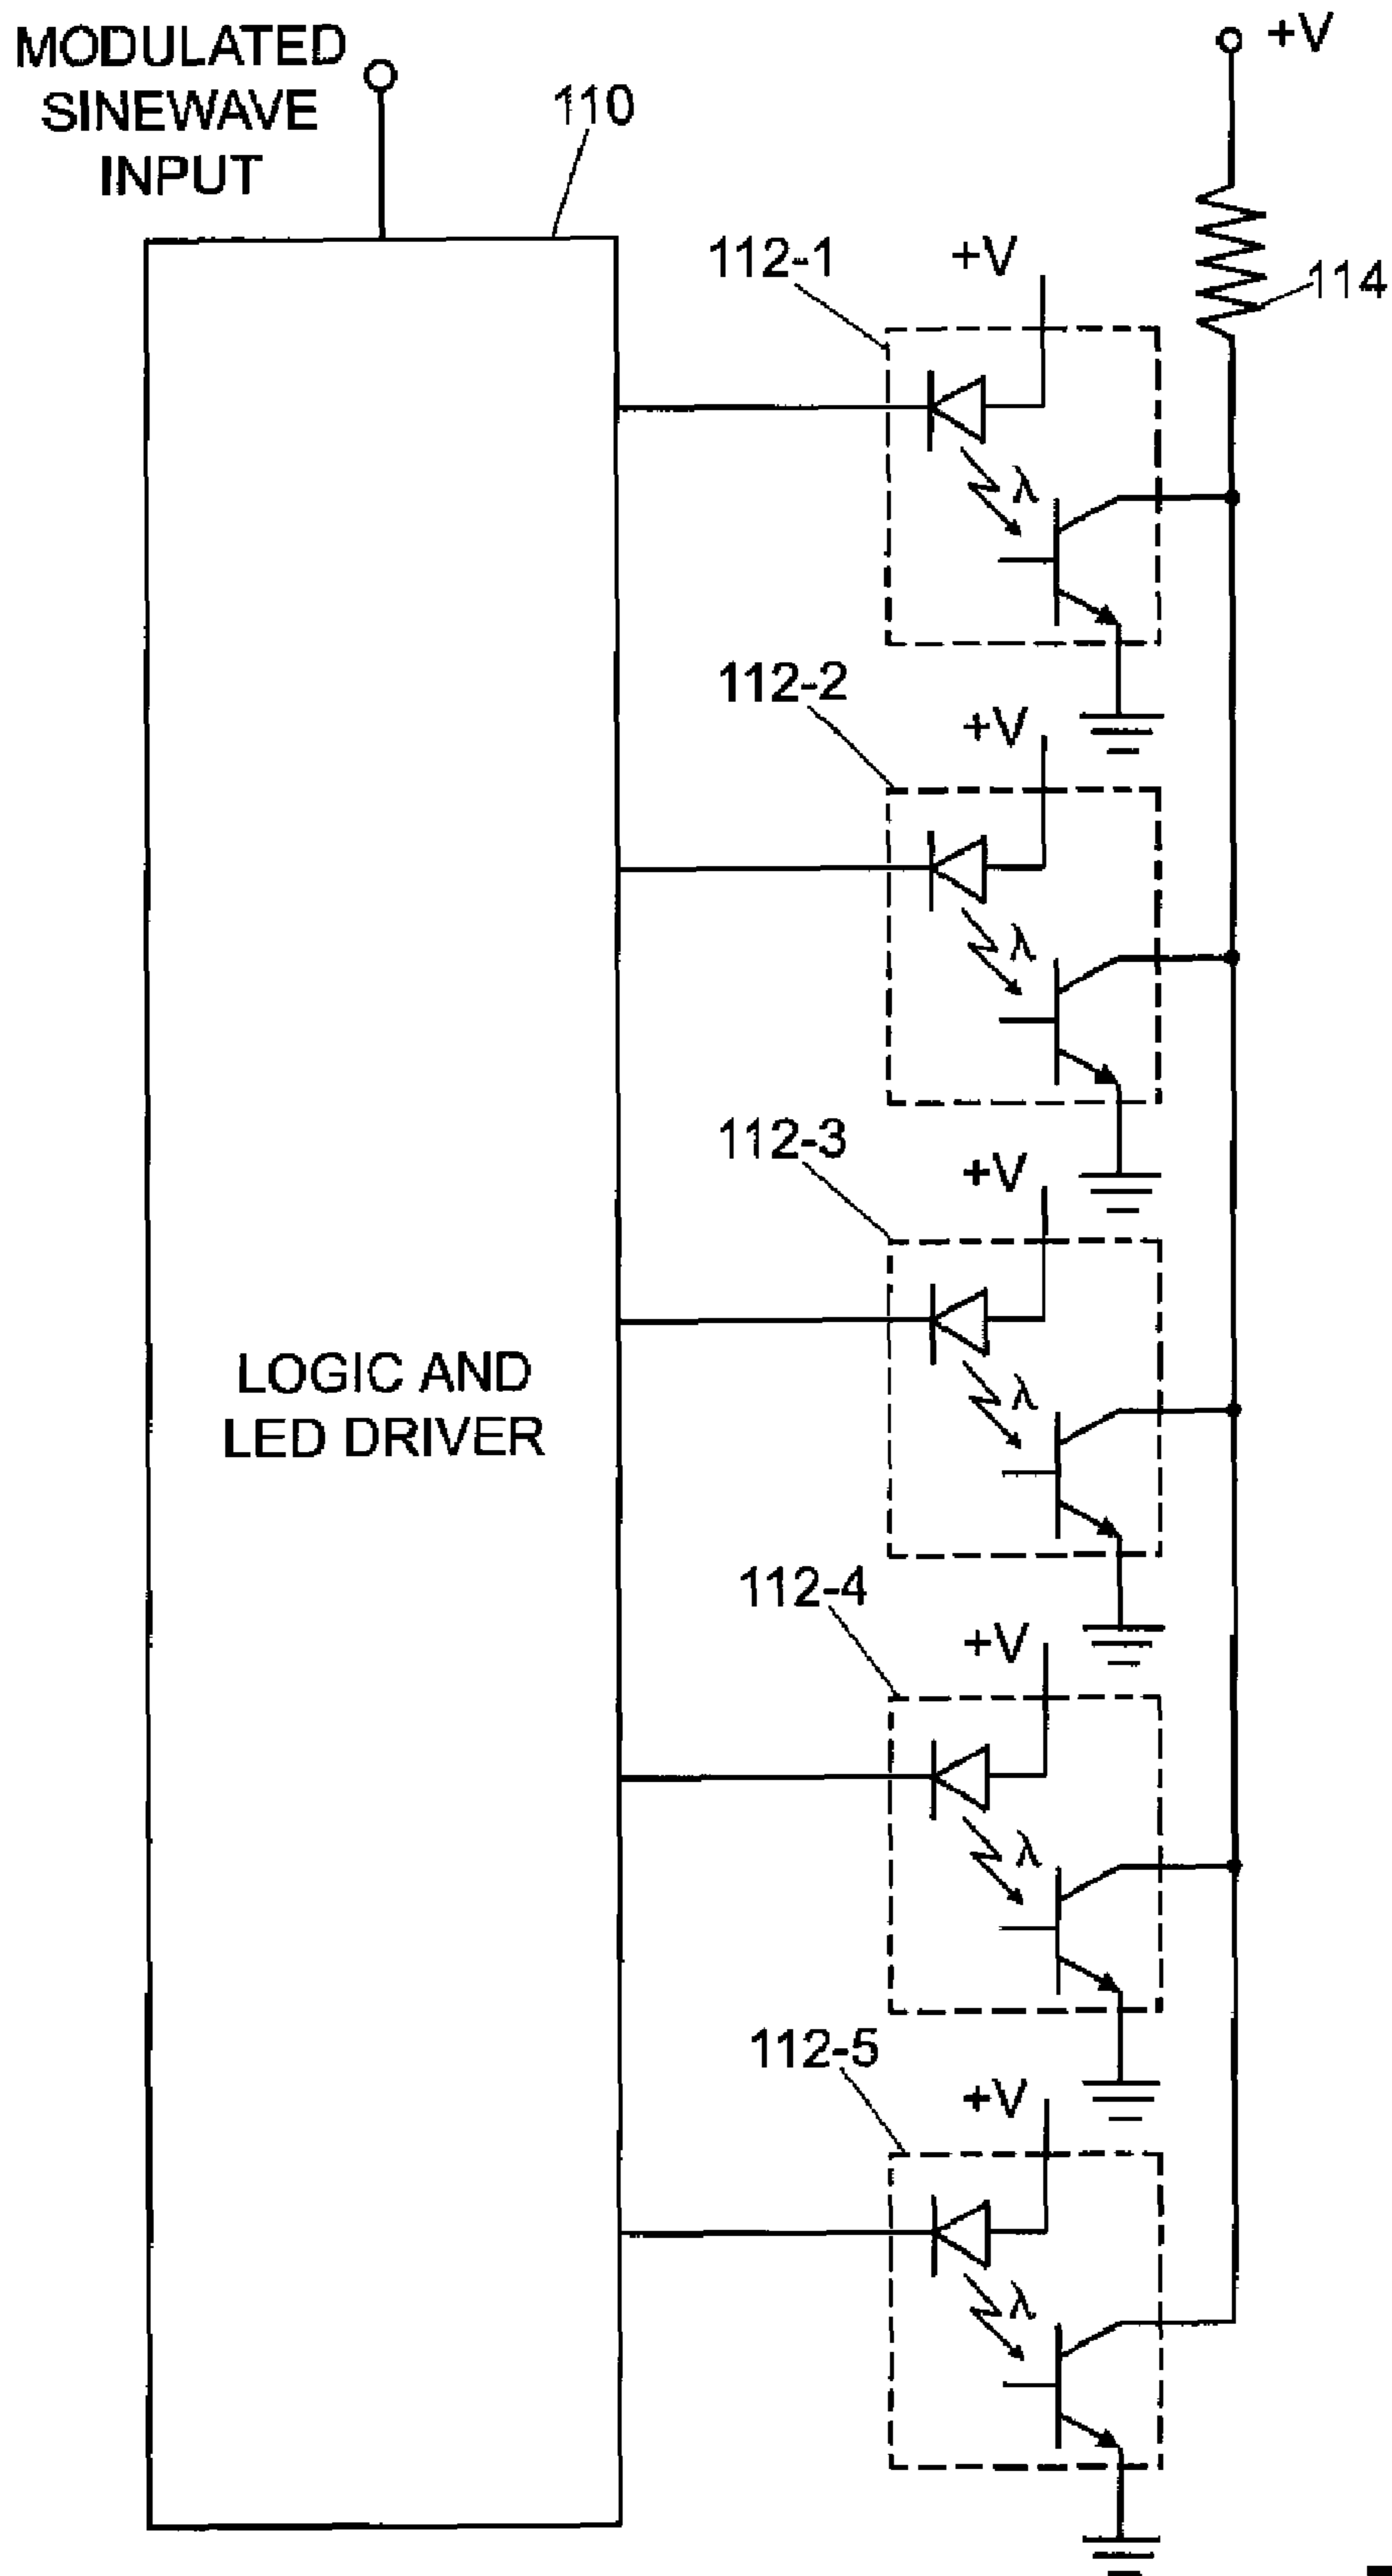 MODULATED
SINEWAVE
INPUT
110
+V
114
112-1
+V
λ
112-2
+V
λ
112-3
+V
λ
LOGIC AND
LED DRIVER
112-4
+V
λ
112-5
+V
λ